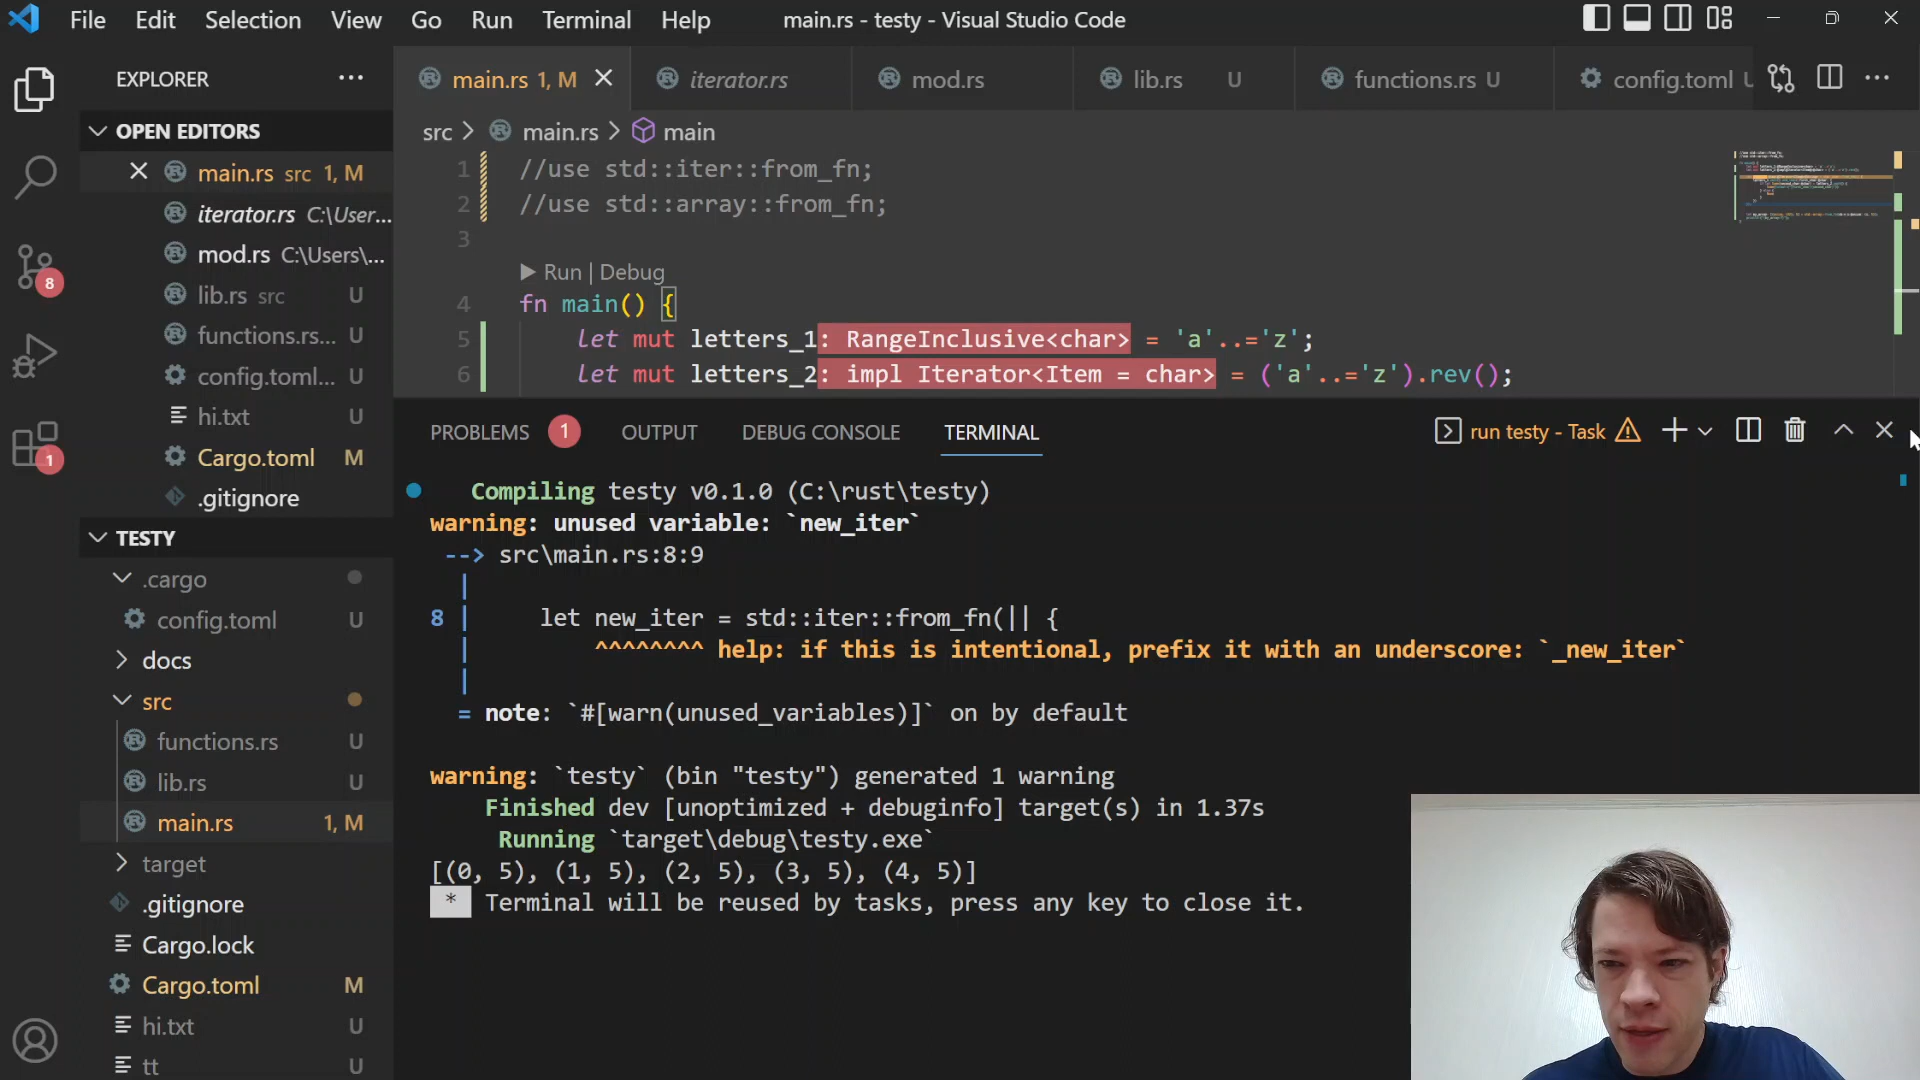 File Edit Selection View Go Run Terminal Help main.rs - testy - Visual Studio Code
EXPLORER ···
OPEN EDITORS
main.rs src 1, M
iterator.rs C:\User...
mod.rs C:\Users\...
lib.rs src U
functions.rs... U
config.toml... U
hi.txt U
Cargo.toml M
.gitignore
TESTY
.cargo
config.toml U
docs
src
functions.rs U
lib.rs U
main.rs 1, M
target
.gitignore
Cargo.lock
Cargo.toml M
hi.txt U
tt U
8
1
main.rs 1, M iterator.rs mod.rs lib.rs U functions.rs U config.toml U ···
src > main.rs > main
1 //use std::iter::from_fn;
2 //use std::array::from_fn;
3
Run | Debug
4 fn main() {
5 let mut letters_1: RangeInclusive<char> = 'a'..='z';
6 let mut letters_2: impl Iterator<Item = char> = ('a'..='z').rev();
PROBLEMS 1 OUTPUT DEBUG CONSOLE TERMINAL run testy - Task
Compiling testy v0.1.0 (C:\rust\testy)
warning: unused variable: `new_iter`
--> src\main.rs:8:9
|
8 | let new_iter = std::iter::from_fn(|| {
| ^^^^^^^^ help: if this is intentional, prefix it with an underscore: `_new_iter`
|
= note: `#[warn(unused_variables)]` on by default
warning: `testy` (bin "testy") generated 1 warning
Finished dev [unoptimized + debuginfo] target(s) in 1.37s
Running `target\debug\testy.exe`
[(0, 5), (1, 5), (2, 5), (3, 5), (4, 5)]
* Terminal will be reused by tasks, press any key to close it.